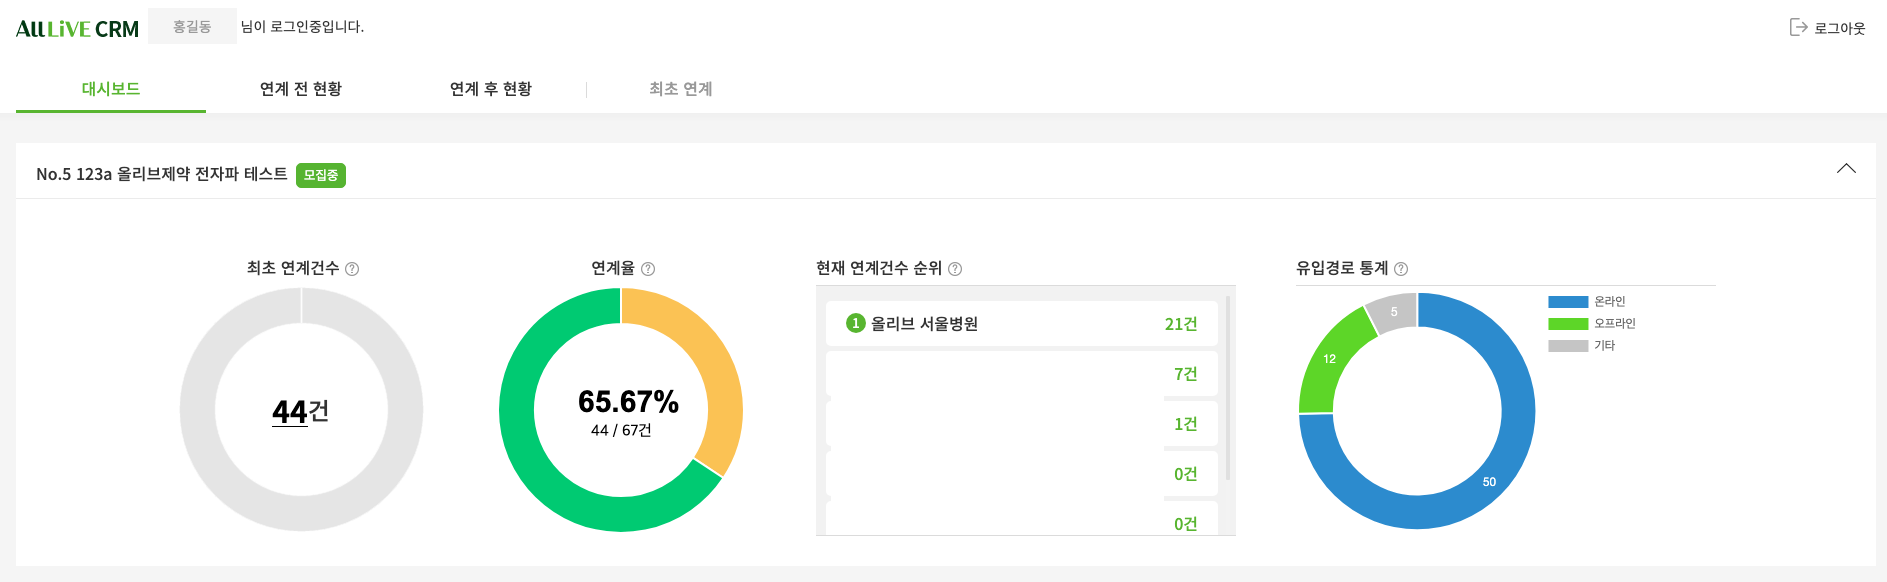 All LiVE CRM 홍길동 님이 로그인중입니다. 로그아웃
대시보드 연계 전 현황 연계 후 현황 최초 연계
No.5 123a 올리브제약 전자파 테스트 모집중
최초 연계건수 ?
44건
연계율 ?
65.67%
44 / 67건
현재 연계건수 순위 ?
1 올리브 서울병원 21건
7건
1건
0건
0건
유입경로 통계 ?
5
12
50
온라인
오프라인
기타